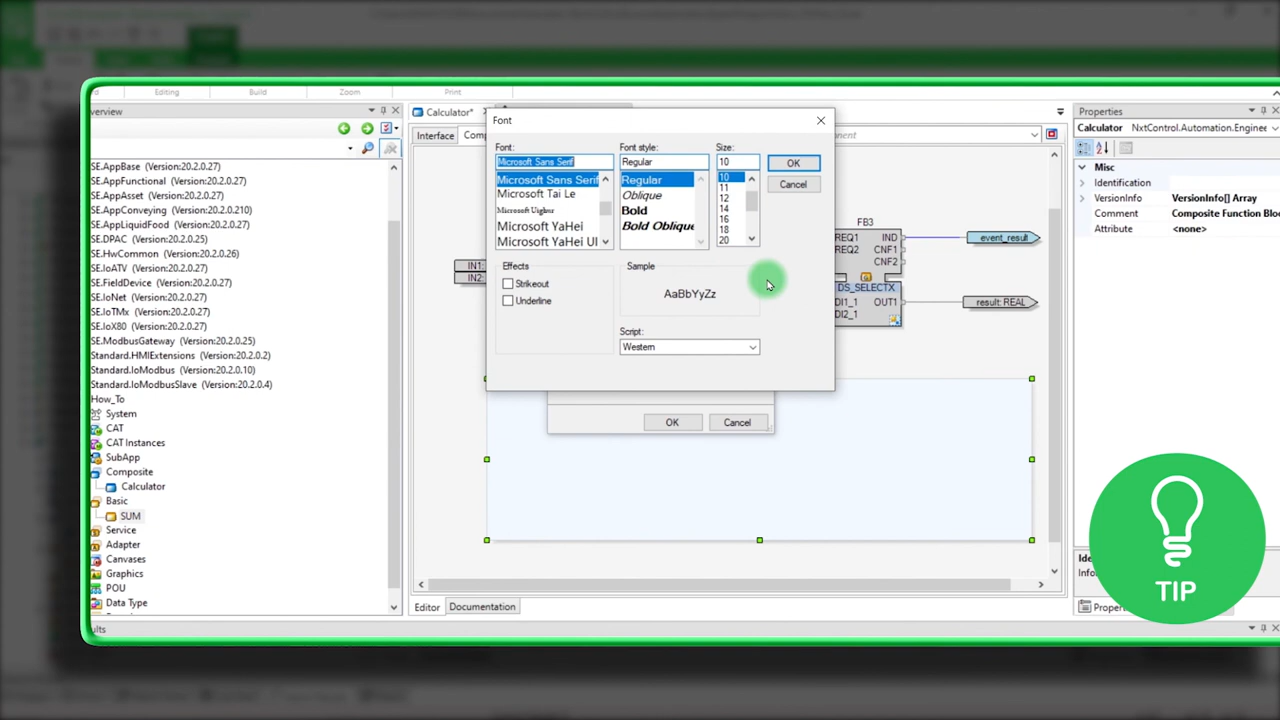 Editing
Build
Zoom
Print
erview
Calculator*
Properties
Interface
Comp
onent
Calculator NxtControl.Automation.Enginee
SE.AppBase (Version:20.2.0.27)
SE.AppFunctional (Version:20.2.0.27)
SE.AppAsset (Version:20.2.0.27)
SE.AppConveying (Version:20.2.0.210)
SE.AppLiquidFood (Version:20.2.0.27)
SE.DPAC (Version:20.2.0.25)
SE.HwCommon (Version:20.2.0.26)
SE.IoATV (Version:20.2.0.27)
SE.FieldDevice (Version:20.2.0.27)
SE.IoNet (Version:20.2.0.27)
SE.IoTMx (Version:20.2.0.27)
SE.IoX80 (Version:20.2.0.27)
SE.ModbusGateway (Version:20.2.0.25)
Standard.HMIExtensions (Version:20.2.0.2)
Standard.IoModbus (Version:20.2.0.10)
Standard.IoModbusSlave (Version:20.2.0.4)
How_To
System
CAT
CAT Instances
SubApp
Composite
Calculator
Basic
SUM
Service
Adapter
Canvases
Graphics
POU
Data Type
Font
Font:
Font style:
Size:
Microsoft Sans Serif
Regular
10
OK
Cancel
Microsoft Sans Serif
Microsoft Tai Le
Microsoft Uighur
Microsoft YaHei
Microsoft YaHei UI
Regular
Oblique
Bold
Bold Oblique
10
11
12
14
16
18
20
Effects
Strikeout
Underline
Sample
AaBbYyZz
Script:
Western
OK
Cancel
IN1:
IN2:
FB3
REQ1 IND
REQ2 CNF1
CNF2
DS_SELECTX
DI1_1 OUT1
DI2_1
event_result
result: REAL
Misc
Identification
VersionInfo VersionInfo[] Array
Comment Composite Function Bloc
Attribute <none>
Editor
Documentation
Info
Proper
ults
TIP